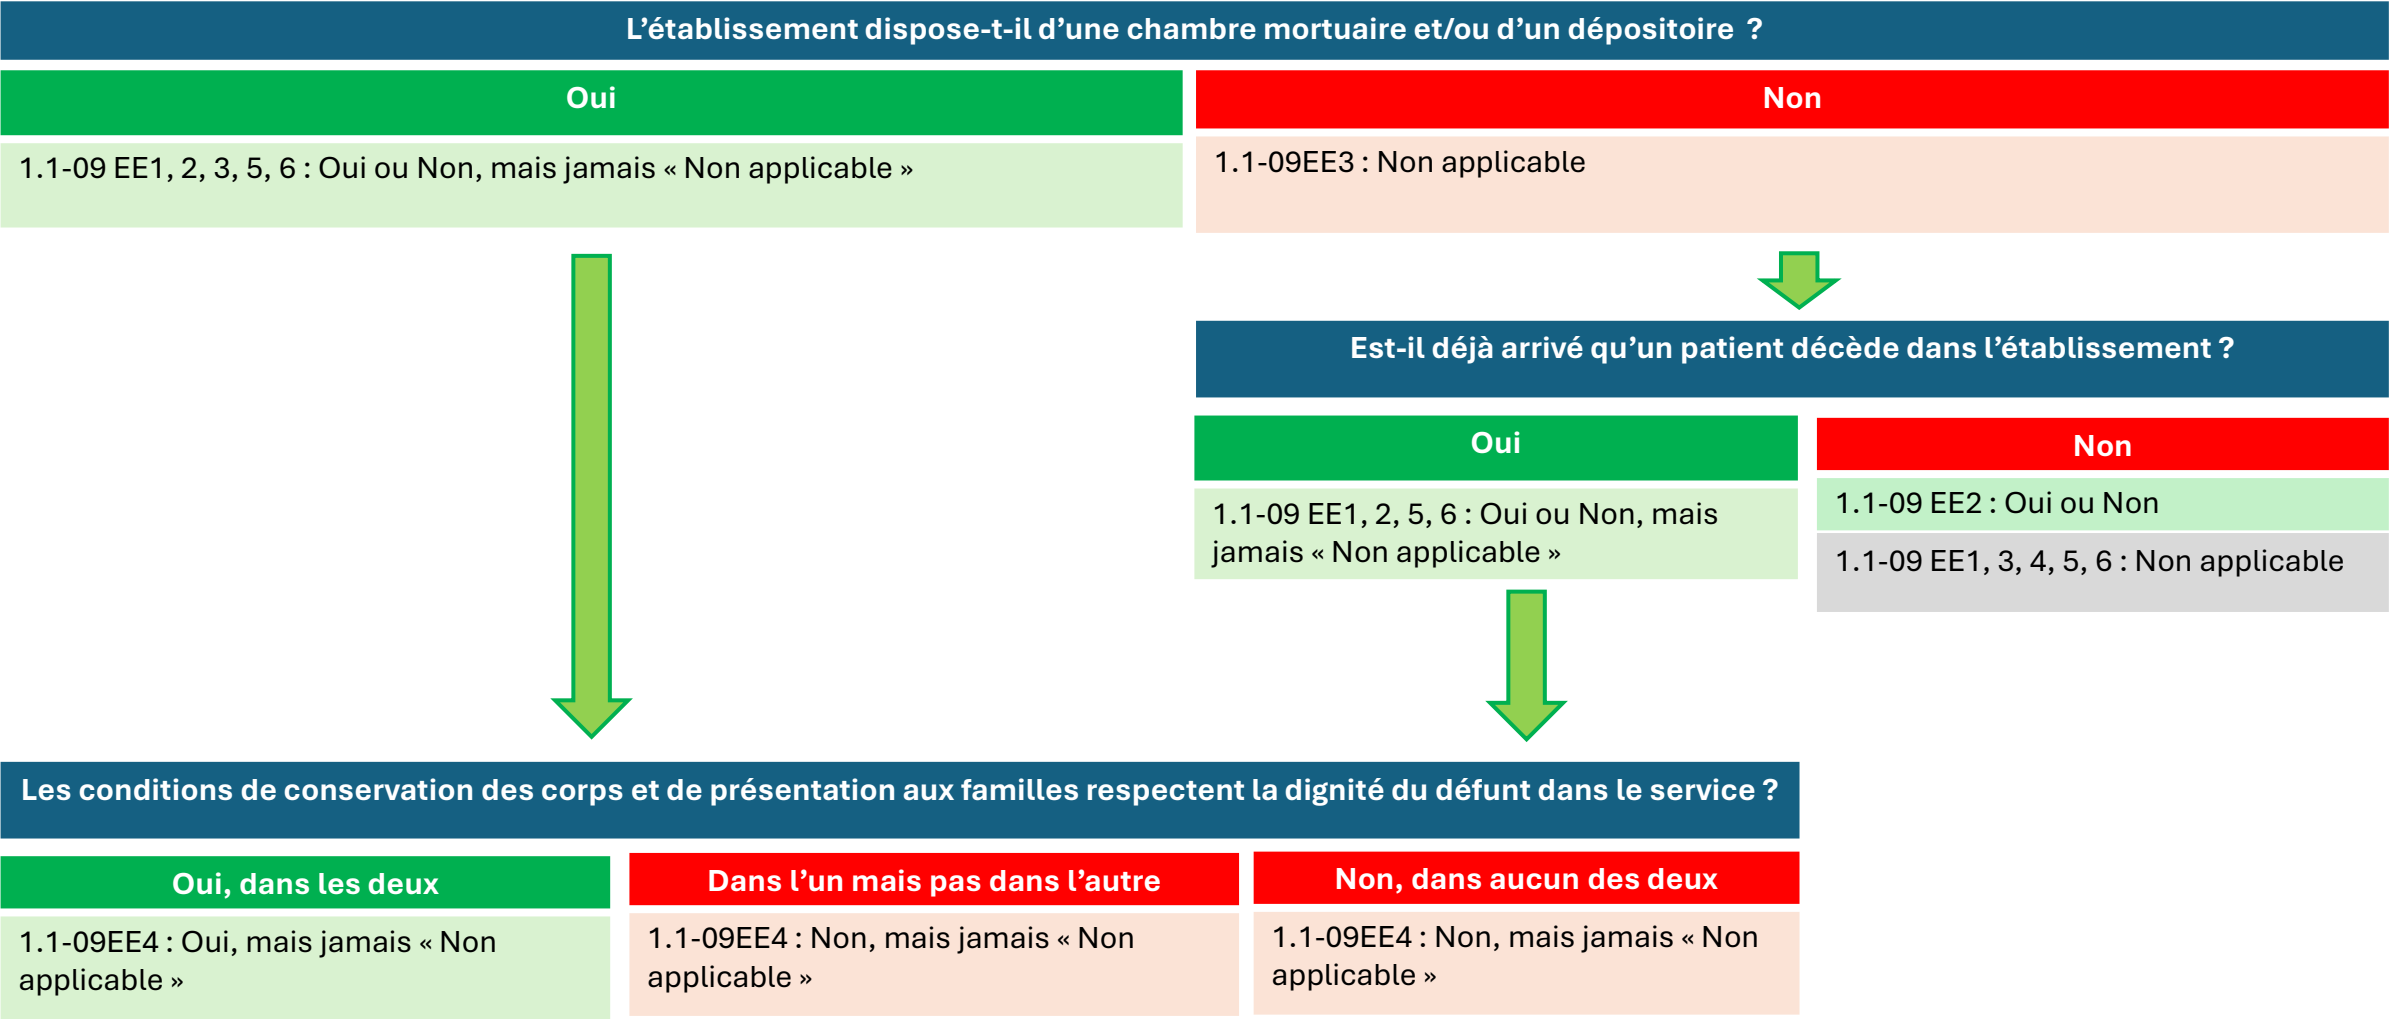 L’établissement dispose-t-il d’une chambre mortuaire et/ou d’un dépositoire ?
Oui
Non
1.1-09 EE1, 2, 3, 5, 6 : Oui ou Non, mais jamais « Non applicable »
1.1-09EE3 : Non applicable
Est-il déjà arrivé qu’un patient décède dans l’établissement ?
Oui
Non
1.1-09 EE1, 2, 5, 6 : Oui ou Non, mais
jamais « Non applicable »
1.1-09 EE2 : Oui ou Non
1.1-09 EE1, 3, 4, 5, 6 : Non applicable
Les conditions de conservation des corps et de présentation aux familles respectent la dignité du défunt dans le service ?
Oui, dans les deux
Dans l’un mais pas dans l’autre
Non, dans aucun des deux
1.1-09EE4 : Oui, mais jamais « Non
applicable »
1.1-09EE4 : Non, mais jamais « Non
applicable »
1.1-09EE4 : Non, mais jamais « Non
applicable »